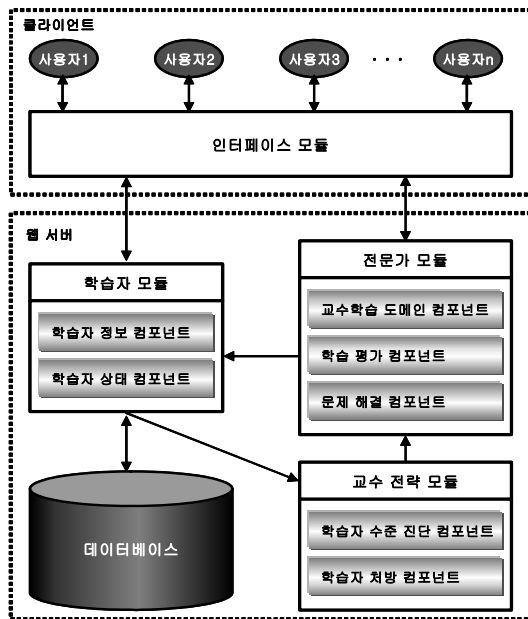 클라이언트
사용자1
사용자2
사용자3
· · ·
사용자n
인터페이스 모듈
웹 서버
학습자 모듈
학습자 정보 컴포넌트
학습자 상태 컴포넌트
전문가 모듈
교수학습 도메인 컴포넌트
학습 평가 컴포넌트
문제 해결 컴포넌트
데이터베이스
교수 전략 모듈
학습자 수준 진단 컴포넌트
학습자 처방 컴포넌트